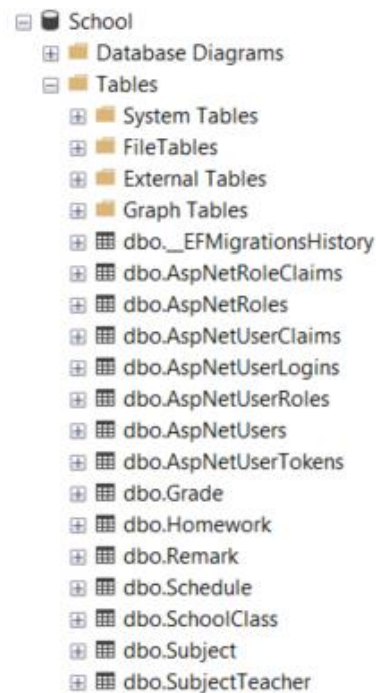 School
Database Diagrams
Tables
System Tables
FileTables
External Tables
Graph Tables
dbo.__EFMigrationsHistory
dbo.AspNetRoleClaims
dbo.AspNetRoles
dbo.AspNetUserClaims
dbo.AspNetUserLogins
dbo.AspNetUserRoles
dbo.AspNetUsers
dbo.AspNetUserTokens
dbo.Grade
dbo.Homework
dbo.Remark
dbo.Schedule
dbo.SchoolClass
dbo.Subject
dbo.SubjectTeacher